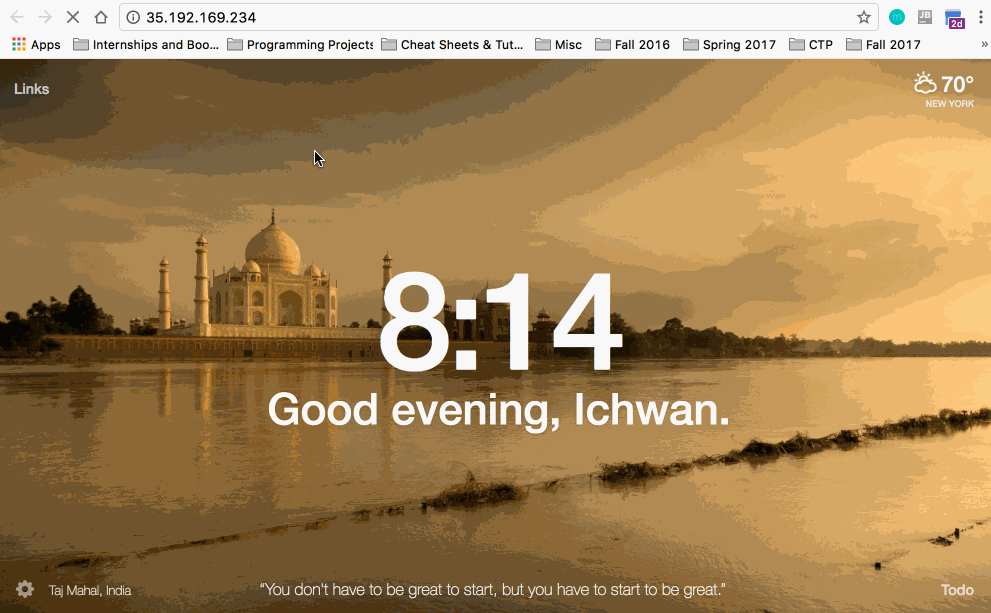 35.192.169.234
Apps Internships and Boo... Programming Projects Cheat Sheets & Tut... Misc Fall 2016 Spring 2017 CTP Fall 2017 »
m JB 2d
Links
70°
NEW YORK
8:14
Good evening, Ichwan.
Taj Mahal, India
“You don't have to be great to start, but you have to start to be great.”
Todo